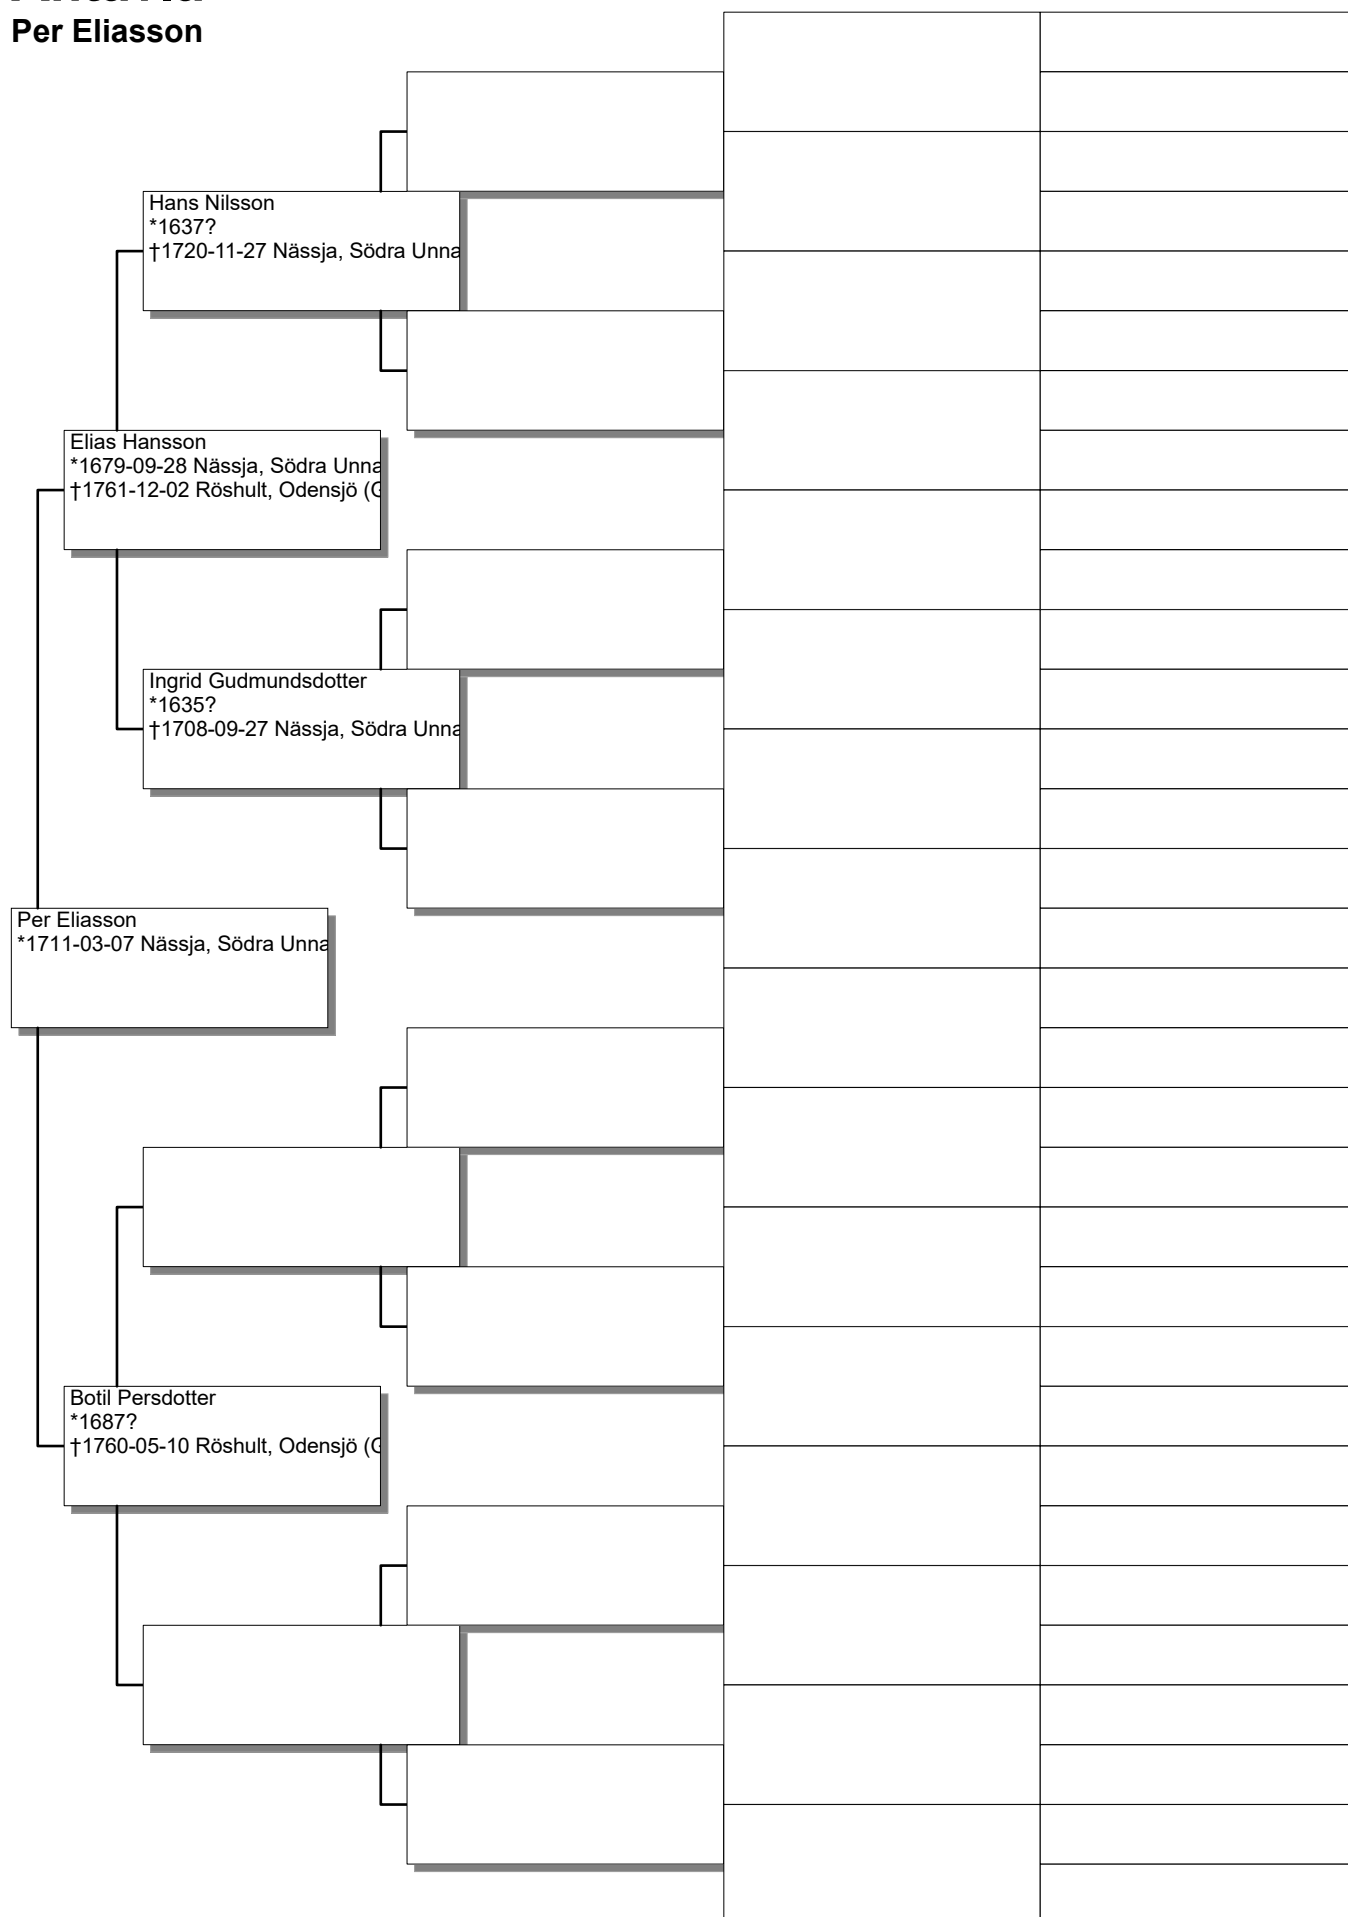 Per Eliasson
Hans Nilsson
*1637?
†1720-11-27 Nässja, Södra Unna
Elias Hansson
*1679-09-28 Nässja, Södra Unna
†1761-12-02 Röshult, Odensjö (G
Ingrid Gudmundsdotter
*1635?
†1708-09-27 Nässja, Södra Unna
Per Eliasson
*1711-03-07 Nässja, Södra Unna
Botil Persdotter
*1687?
†1760-05-10 Röshult, Odensjö (G